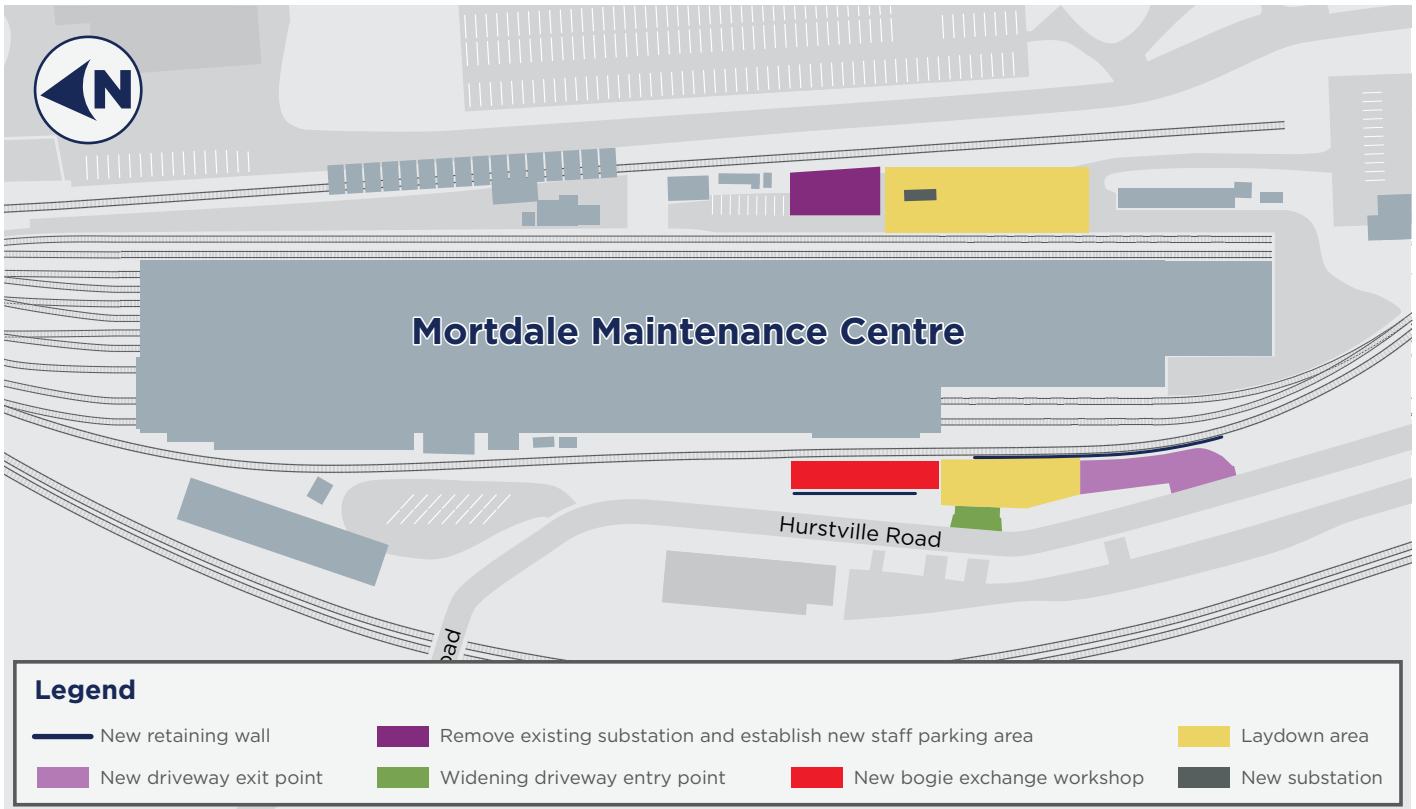 N
Mortdale Maintenance Centre
Hurstville Road
Legend
New retaining wall
Remove existing substation and establish new staff parking area
Laydown area
New driveway exit point
Widening driveway entry point
New bogie exchange workshop
New substation